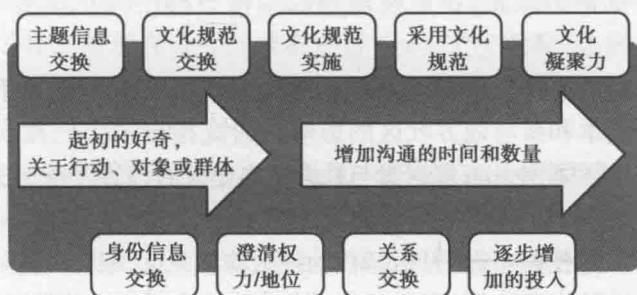 主题信息
交换
文化规范
交换
文化规范
实施
采用文化
规范
文化
凝聚力
起初的好奇，
关于行动、对象或群体
增加沟通的时间和数量
身份信息
交换
澄清权
力/地位
关系
交换
逐步增
加的投入